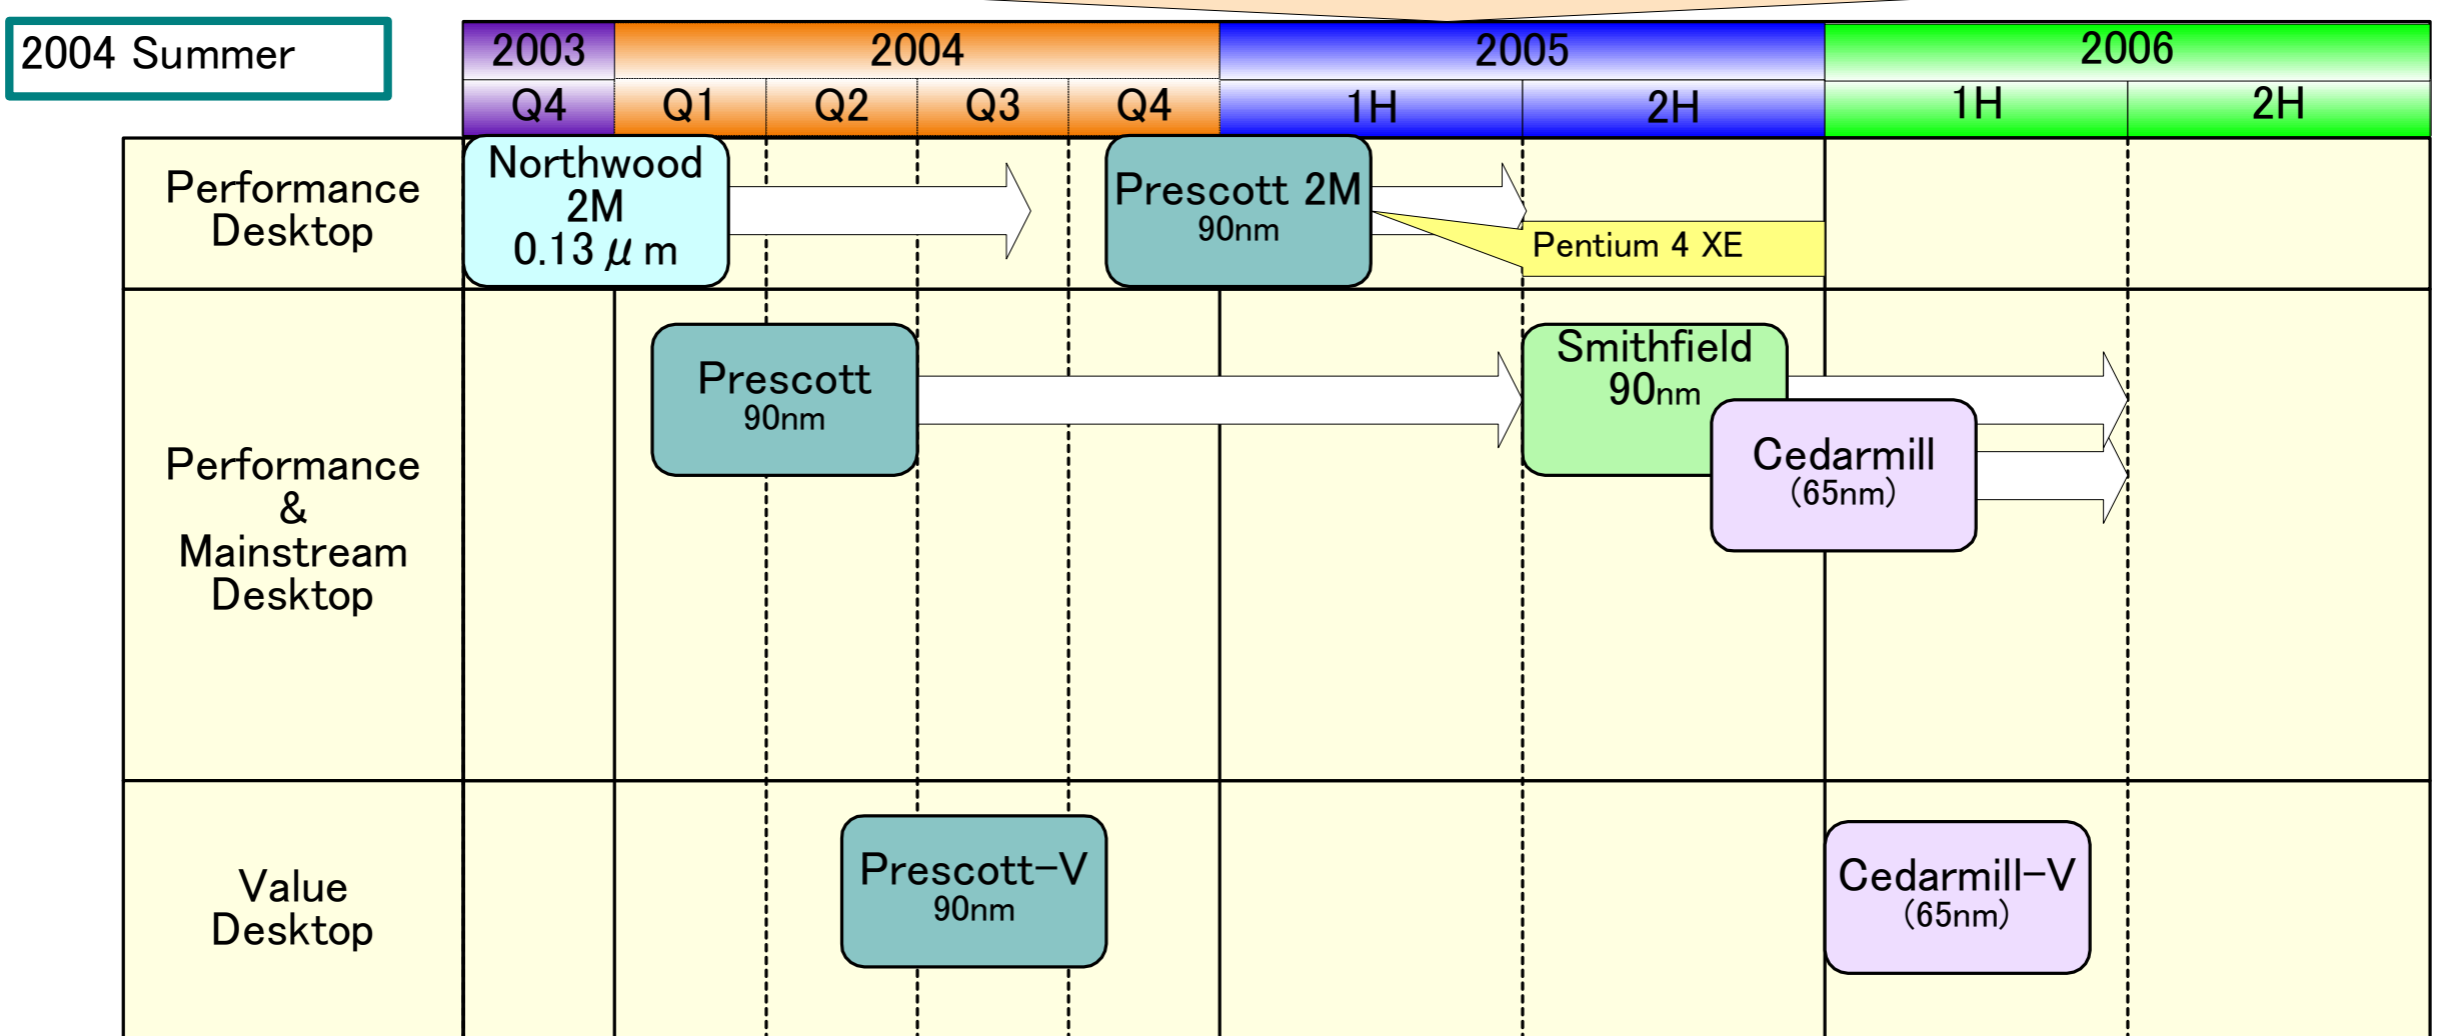 2004 Summer
2003
2004
2005
2006
Q4
Q1
Q2
Q3
Q4
1H
2H
1H
2H
Performance
Desktop
Northwood
2M
0.13μm
Prescott 2M
90nm
Pentium 4 XE
Performance
&
Mainstream
Desktop
Prescott
90nm
Smithfield
90nm
Cedarmill
(65nm)
Value
Desktop
Prescott-V
90nm
Cedarmill-V
(65nm)